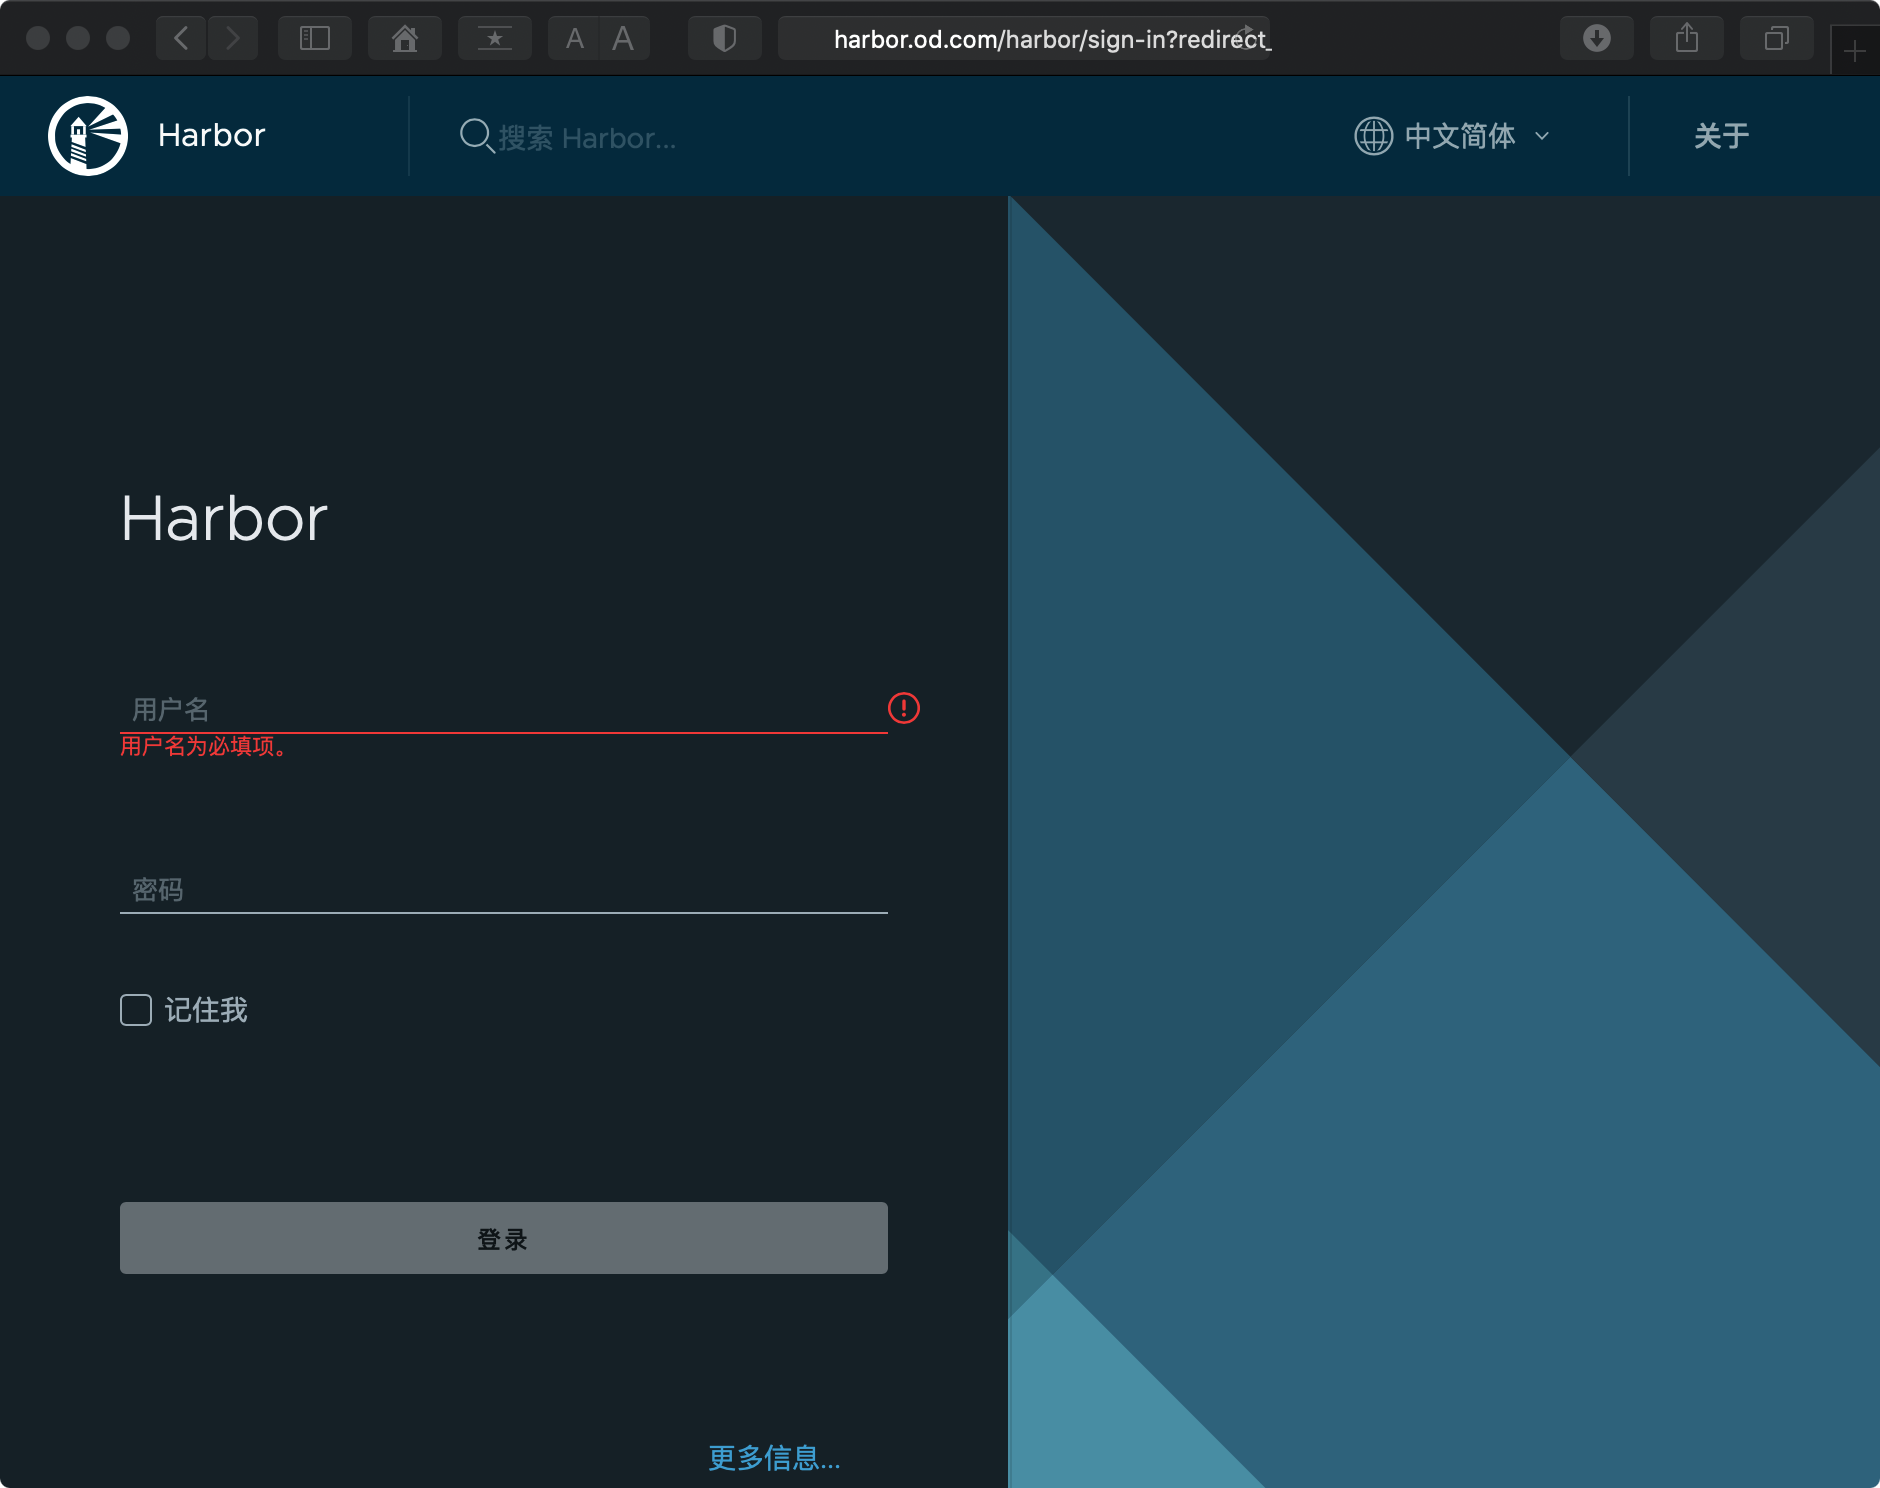 A A
harbor.od.com/harbor/sign-in?redirect_
Harbor
搜索 Harbor...
中文简体
关于
Harbor
用户名
用户名为必填项。
密码
记住我
登录
更多信息...